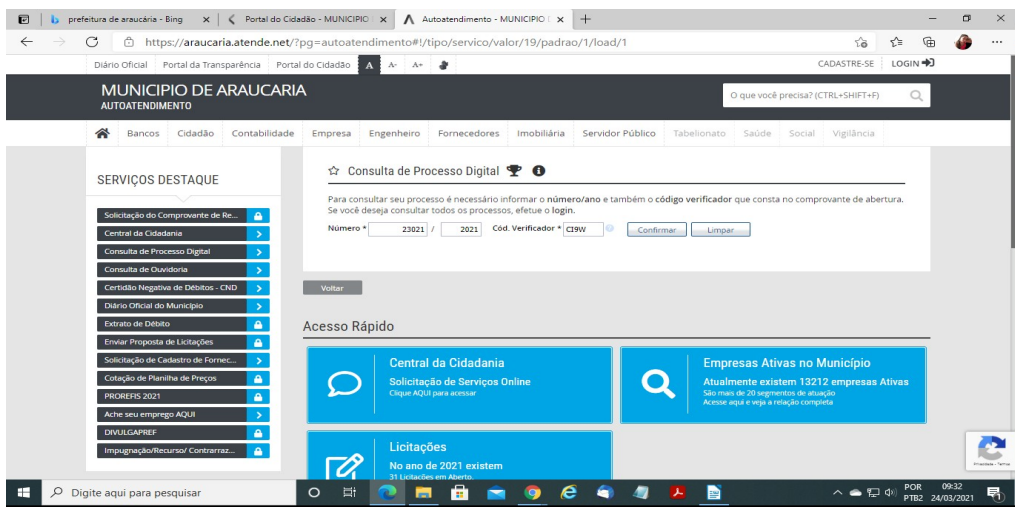 prefeitura de araucária - Bing
Portal do Cidadão - MUNICIPIO
Autoatendimento - MUNICIPIO
https://araucaria.atende.net/?pg=autoatendimento#!/tipo/servico/valor/19/padrao/1/load/1
Diário Oficial Portal da Transparência Portal do Cidadão A A- A+ CADASTRE-SE LOGIN
MUNICIPIO DE ARAUCARIA
AUTOATENDIMENTO
O que você precisa? (CTRL+SHIFT+F)
Bancos Cidadão Contabilidade Empresa Engenheiro Fornecedores Imobiliária Servidor Público Tabelionato Saúde Social Vigilância
SERVIÇOS DESTAQUE
Solicitação do Comprovante de Re...
Central da Cidadania
Consulta de Processo Digital
Consulta de Ouvidoria
Certidão Negativa de Débitos - CND
Diário Oficial do Município
Extrato de Débito
Enviar Proposta de Licitações
Solicitação de Cadastro de Fornec...
Cotação de Planilha de Preços
PROREFIS 2021
Ache seu emprego AQUI
DIVULGAPREF
Impugnação/Recurso/ Contrarraz...
Consulta de Processo Digital
Para consultar seu processo é necessário informar o número/ano e também o código verificador que consta no comprovante de abertura.
Se você deseja consultar todos os processos, efetue o login.
Número * 23021 / 2021 Cód. Verificador * CI9W Confirmar Limpar
Voltar
Acesso Rápido
Central da Cidadania
Solicitação de Serviços Online
Clique AQUI para acessar
Empresas Ativas no Município
Atualmente existem 13212 empresas Ativas
São mais de 20 segmentos de atuação
Acesse aqui e veja a relação completa
Licitações
No ano de 2021 existem
31 Licitações em Aberto.
Privacidade - Termos
Digite aqui para pesquisar
POR 09:32
PTB2 24/03/2021